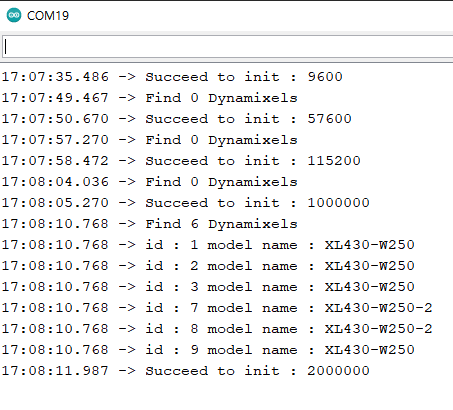 COM19
17:07:35.486 -> Succeed to init : 9600
17:07:49.467 -> Find 0 Dynamixels
17:07:50.670 -> Succeed to init : 57600
17:07:57.270 -> Find 0 Dynamixels
17:07:58.472 -> Succeed to init : 115200
17:08:04.036 -> Find 0 Dynamixels
17:08:05.270 -> Succeed to init : 1000000
17:08:10.768 -> Find 6 Dynamixels
17:08:10.768 -> id : 1 model name : XL430-W250
17:08:10.768 -> id : 2 model name : XL430-W250
17:08:10.768 -> id : 3 model name : XL430-W250
17:08:10.768 -> id : 7 model name : XL430-W250-2
17:08:10.768 -> id : 8 model name : XL430-W250-2
17:08:10.768 -> id : 9 model name : XL430-W250
17:08:11.987 -> Succeed to init : 2000000